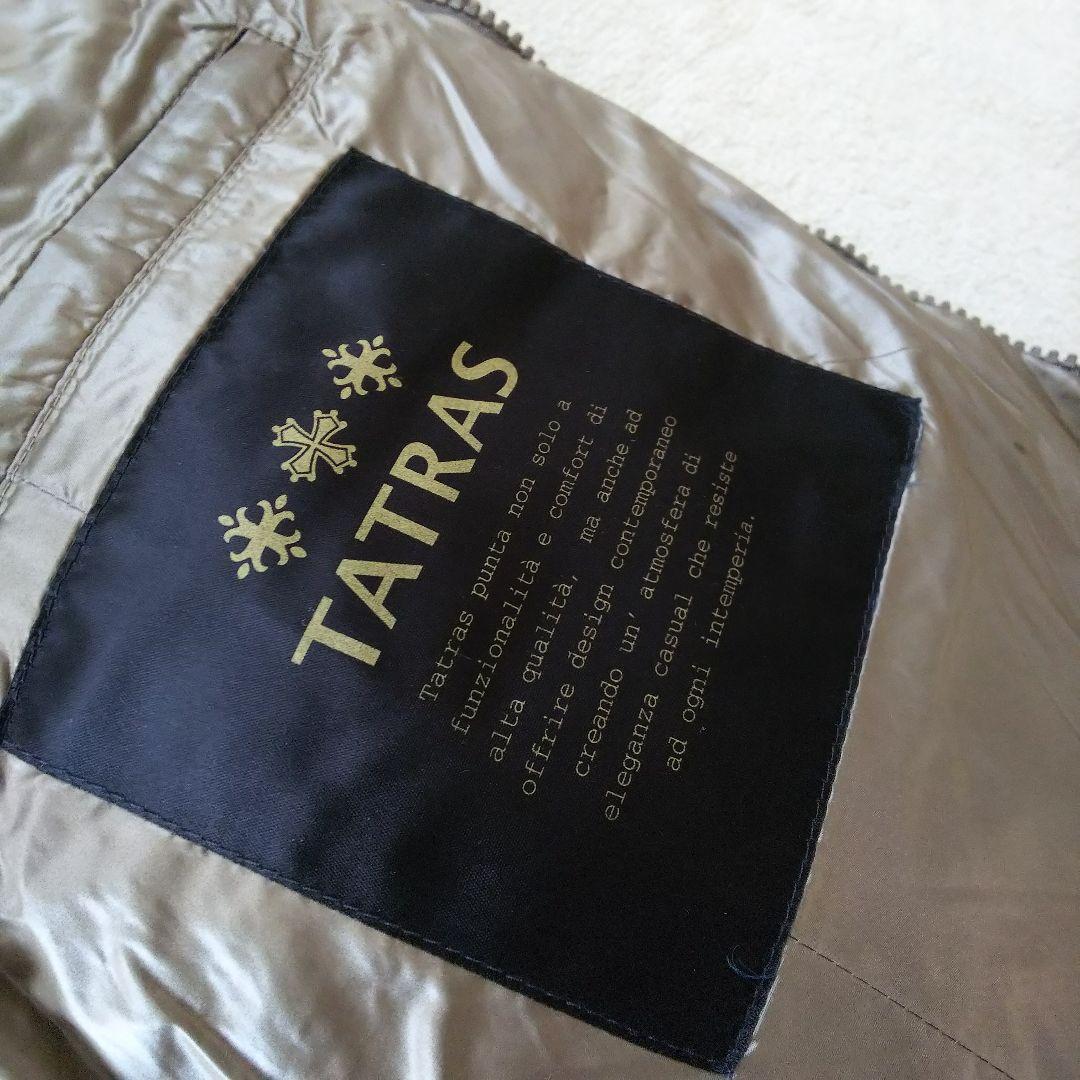 TATRAS
Tatras punta non solo a
funzionalità e comfort di
alta qualità, ma anche ad
offrire design contemporaneo
creando un' atmosfera di
eleganza casual che resiste
ad ogni intemperia.